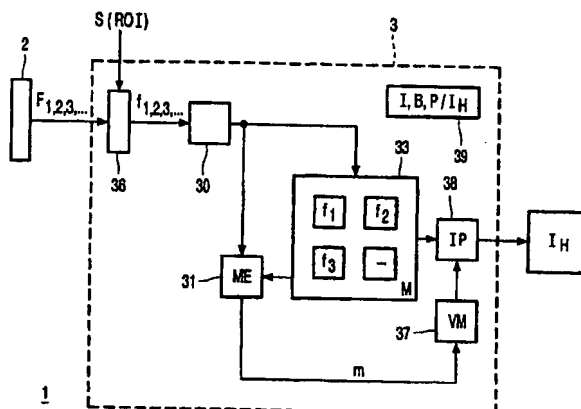 S(ROI)
2
3
F1,2,3,...
f1,2,3,...
I, B, P/IH
36
30
39
33
38
f1
f2
IP
IH
31
ME
f3
–
M
37
VM
m
1